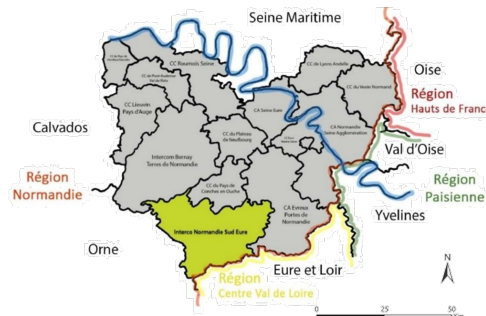 Seine Maritime
Oise
Région
Hauts de Franc
Val d'Oise
Région
Paisienne
Yvelines
Calvados
Région
Normandie
Orne
Eure et Loir
Région
Centre Val de Loire
CC Roumois Seine
CC de Lyons Andelle
CC du Vexin Normand
CC Lieuvin
Pays d'Auge
CA Seine Eure
CA Normandie
Seine Agglomération
CC du Plateau
de Neubourg
Intercom Bernay
Terres de Normandie
CC du Pays de
Conches en Ouche
CA Evreux
Portes de
Normandie
Interco Normandie Sud Eure
N
0
25
50